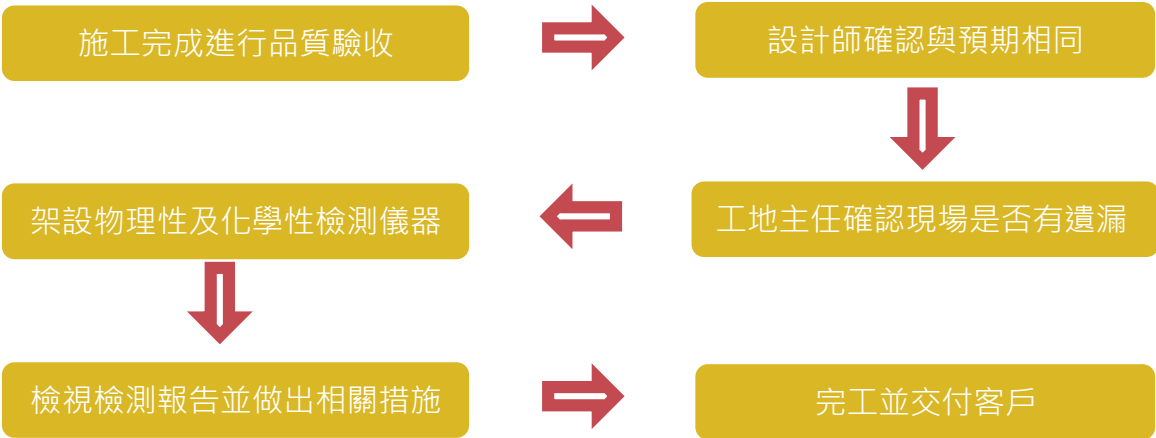 施工完成進行品質驗收
設計師確認與預期相同
工地主任確認現場是否有遺漏
架設物理性及化學性檢測儀器
檢視檢測報告並做出相關措施
完工並交付客戶